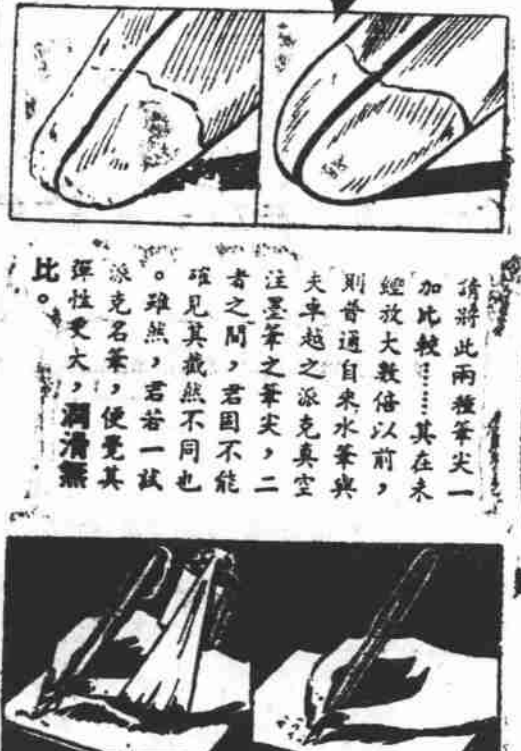 請將此兩種筆尖一
加比較……其在未
經放大數倍以前，
則普通自來水筆與
夫卓越之派克真空
注墨筆之筆尖，二
者之間，君固不能
確見其截然不同也
。雖然，君若一試
派克名筆，便覺其
彈性更大，潤滑無
比。